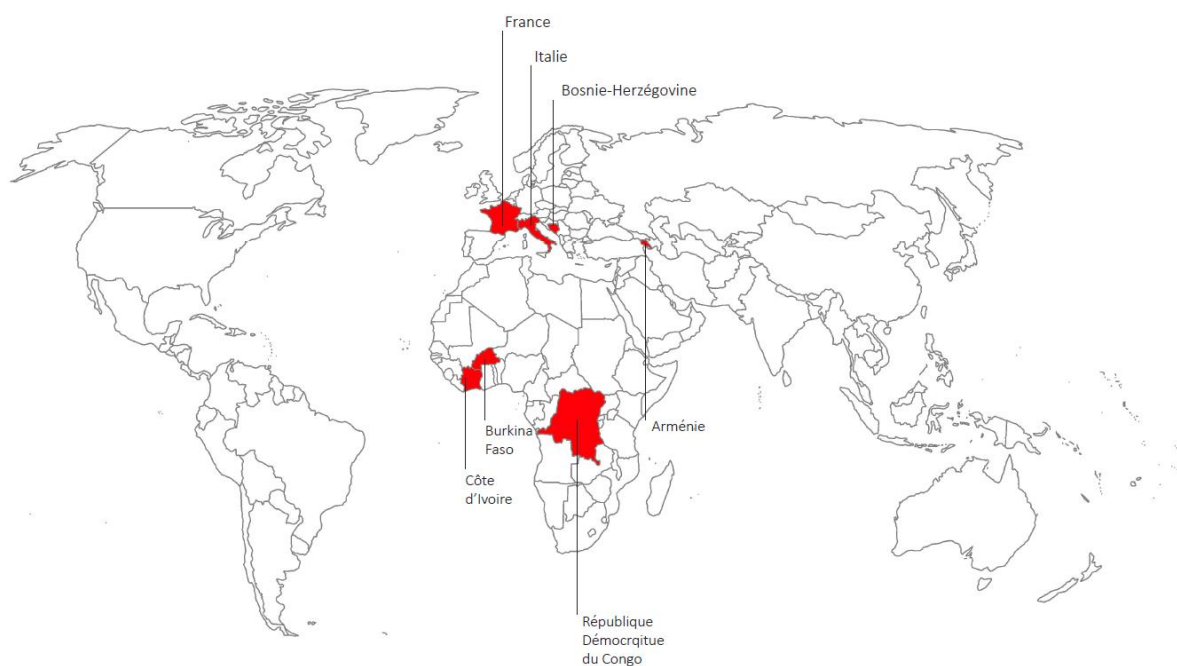 France
Italie
Bosnie-Herzégovine
Burkina
Faso
Arménie
Côte
d’Ivoire
République
Démocrqitue
du Congo